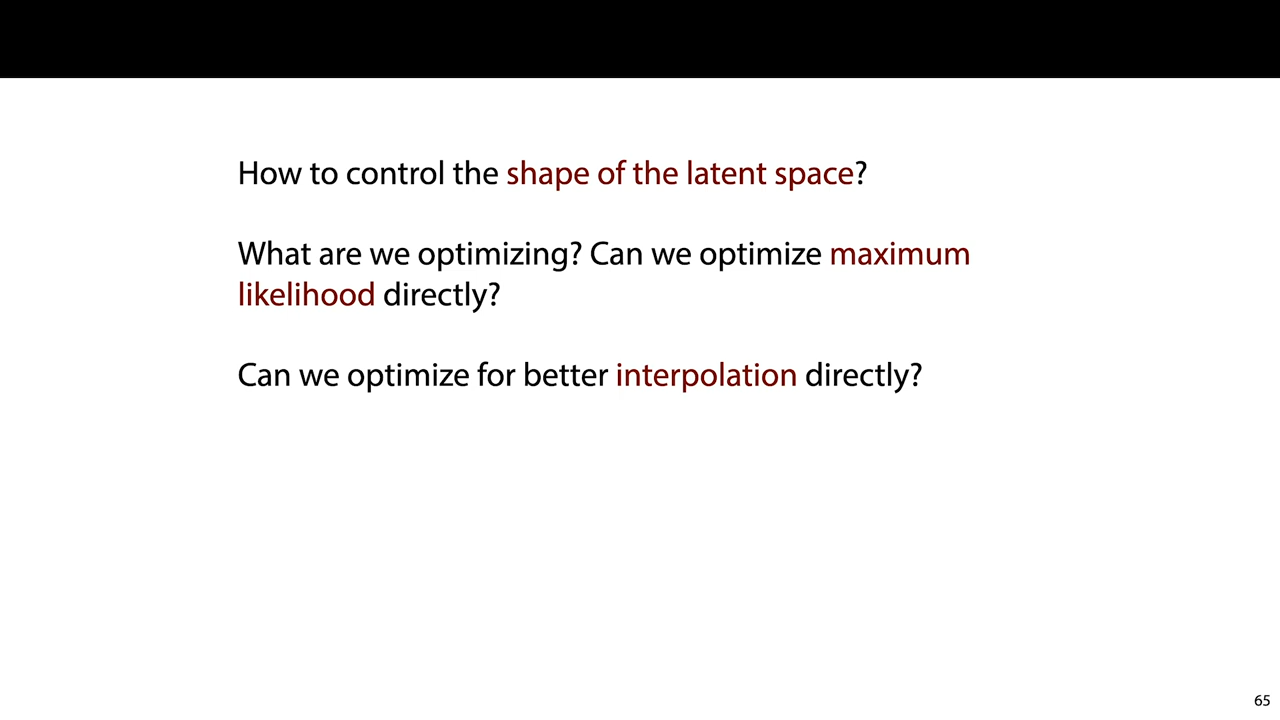 How to control the shape of the latent space?
What are we optimizing? Can we optimize maximum
likelihood directly?
Can we optimize for better interpolation directly?
65